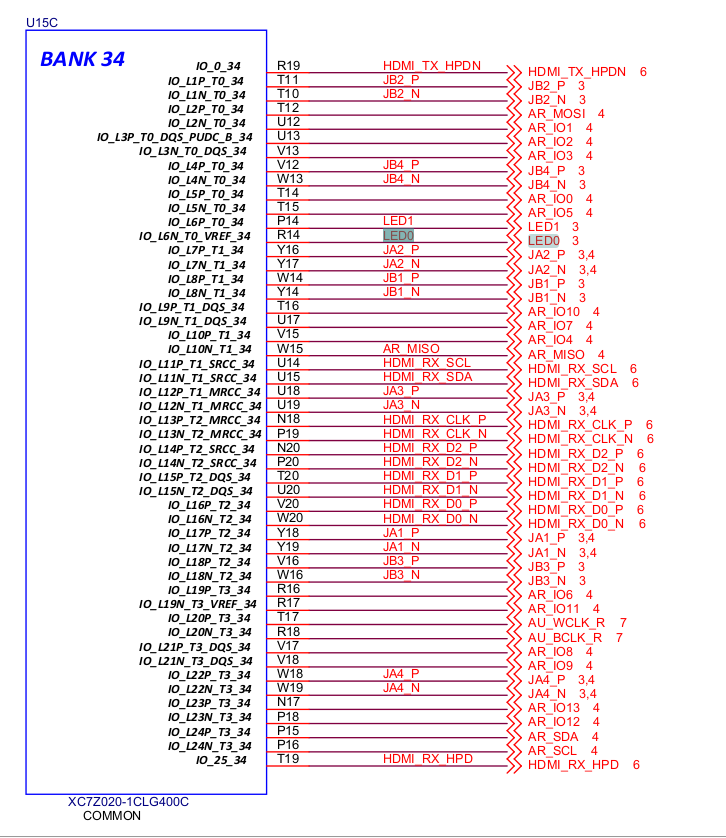 U15C
BANK 34
IO_0_34 R19 HDMI_TX_HPDN HDMI_TX_HPDN 6
IO_L1P_T0_34 T11 JB2_P JB2_P 3
IO_L1N_T0_34 T10 JB2_N JB2_N 3
IO_L2P_T0_34 T12 AR_MOSI 4
IO_L2N_T0_34 U12 AR_IO1 4
IO_L3P_T0_DQS_PUDC_B_34 U13 AR_IO2 4
IO_L3N_T0_DQS_34 V13 AR_IO3 4
IO_L4P_T0_34 V12 JB4_P JB4_P 3
IO_L4N_T0_34 W13 JB4_N JB4_N 3
IO_L5P_T0_34 T14 AR_IO0 4
IO_L5N_T0_34 T15 AR_IO5 4
IO_L6P_T0_34 P14 LED1 LED1 3
IO_L6N_T0_VREF_34 R14 LED0 LED0 3
IO_L7P_T1_34 Y16 JA2_P JA2_P 3,4
IO_L7N_T1_34 Y17 JA2_N JA2_N 3,4
IO_L8P_T1_34 W14 JB1_P JB1_P 3
IO_L8N_T1_34 Y14 JB1_N JB1_N 3
IO_L9P_T1_DQS_34 T16 AR_IO10 4
IO_L9N_T1_DQS_34 U17 AR_IO7 4
IO_L10P_T1_34 V15 AR_IO4 4
IO_L10N_T1_34 W15 AR_MISO AR_MISO 4
IO_L11P_T1_SRCC_34 U14 HDMI_RX_SCL HDMI_RX_SCL 6
IO_L11N_T1_SRCC_34 U15 HDMI_RX_SDA HDMI_RX_SDA 6
IO_L12P_T1_MRCC_34 U18 JA3_P JA3_P 3,4
IO_L12N_T1_MRCC_34 U19 JA3_N JA3_N 3,4
IO_L13P_T2_MRCC_34 N18 HDMI_RX_CLK_P HDMI_RX_CLK_P 6
IO_L13N_T2_MRCC_34 P19 HDMI_RX_CLK_N HDMI_RX_CLK_N 6
IO_L14P_T2_SRCC_34 N20 HDMI_RX_D2_P HDMI_RX_D2_P 6
IO_L14N_T2_SRCC_34 P20 HDMI_RX_D2_N HDMI_RX_D2_N 6
IO_L15P_T2_DQS_34 T20 HDMI_RX_D1_P HDMI_RX_D1_P 6
IO_L15N_T2_DQS_34 U20 HDMI_RX_D1_N HDMI_RX_D1_N 6
IO_L16P_T2_34 V20 HDMI_RX_D0_P HDMI_RX_D0_P 6
IO_L16N_T2_34 W20 HDMI_RX_D0_N HDMI_RX_D0_N 6
IO_L17P_T2_34 Y18 JA1_P JA1_P 3,4
IO_L17N_T2_34 Y19 JA1_N JA1_N 3,4
IO_L18P_T2_34 V16 JB3_P JB3_P 3
IO_L18N_T2_34 W16 JB3_N JB3_N 3
IO_L19P_T3_34 R16 AR_IO6 4
IO_L19N_T3_VREF_34 R17 AR_IO11 4
IO_L20P_T3_34 T17 AU_WCLK_R 7
IO_L20N_T3_34 R18 AU_BCLK_R 7
IO_L21P_T3_DQS_34 V17 AR_IO8 4
IO_L21N_T3_DQS_34 V18 AR_IO9 4
IO_L22P_T3_34 W18 JA4_P JA4_P 3,4
IO_L22N_T3_34 W19 JA4_N JA4_N 3,4
IO_L23P_T3_34 N17 AR_IO13 4
IO_L23N_T3_34 P18 AR_IO12 4
IO_L24P_T3_34 P15 AR_SDA 4
IO_L24N_T3_34 P16 AR_SCL 4
IO_25_34 T19 HDMI_RX_HPD HDMI_RX_HPD 6
XC7Z020-1CLG400C
COMMON